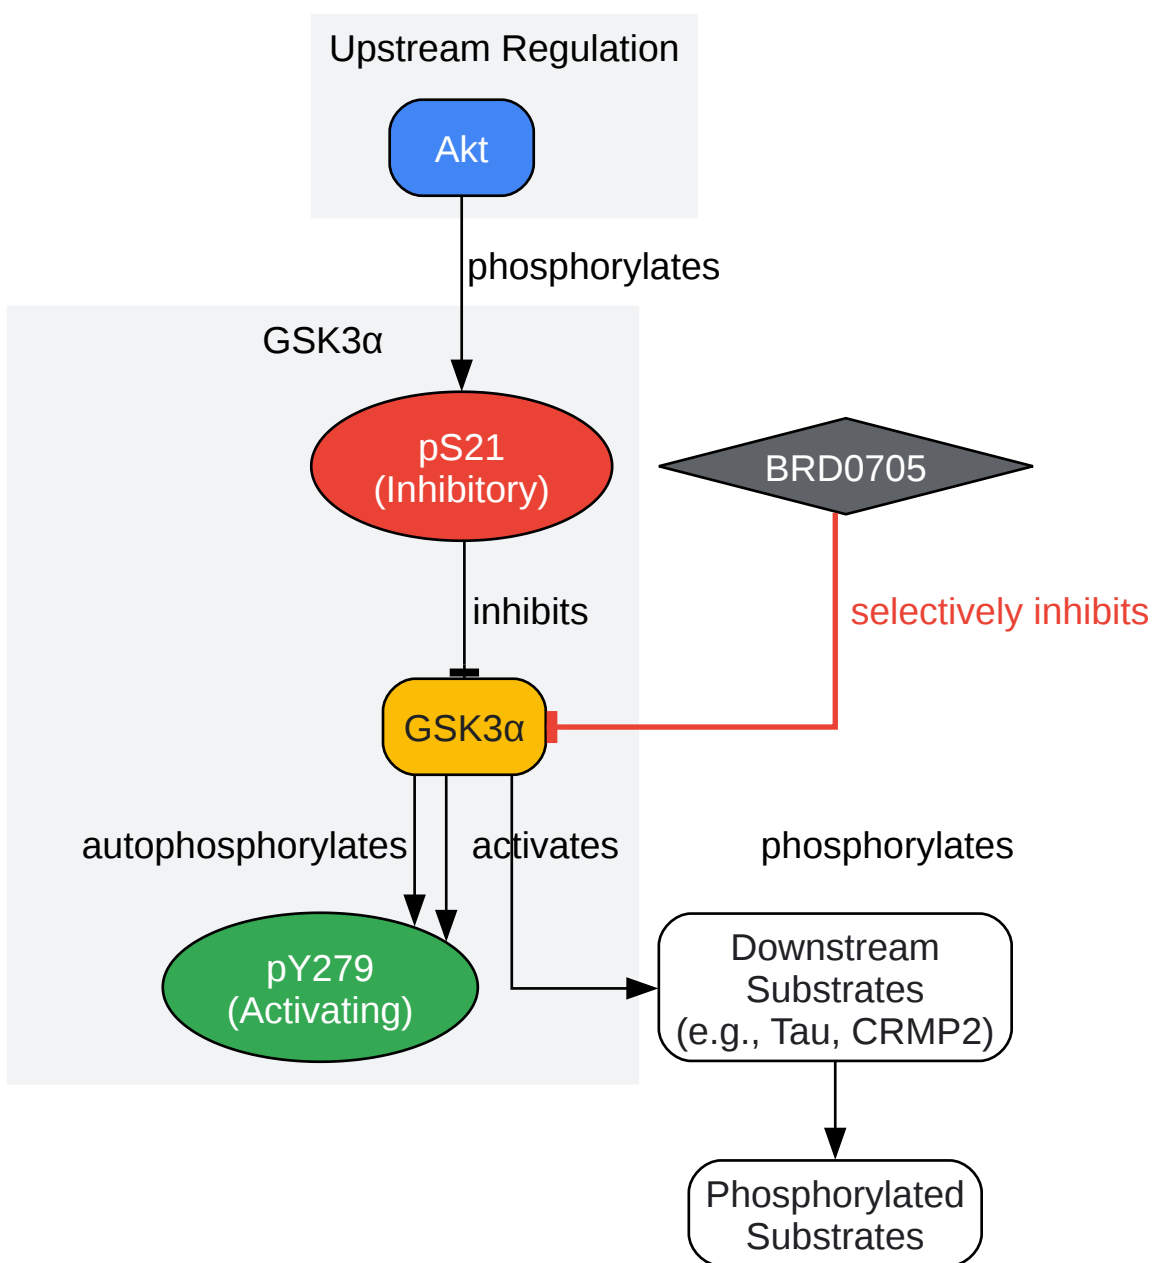 Upstream Regulation
Akt
phosphorylates
GSK3α
pS21
(Inhibitory)
BRD0705
inhibits
selectively inhibits
GSK3α
autophosphorylates
activates
phosphorylates
pY279
(Activating)
Downstream
Substrates
(e.g., Tau, CRMP2)
Phosphorylated
Substrates